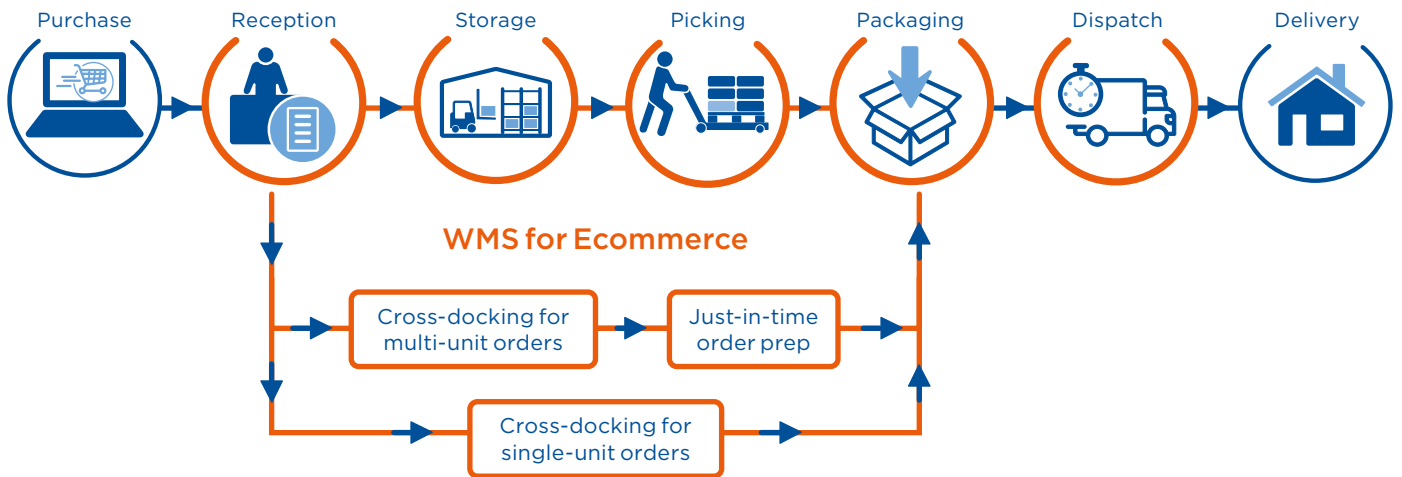 Purchase
Reception
Storage
Picking
Packaging
Dispatch
Delivery
WMS for Ecommerce
Cross-docking for
multi-unit orders
Just-in-time
order prep
Cross-docking for
single-unit orders